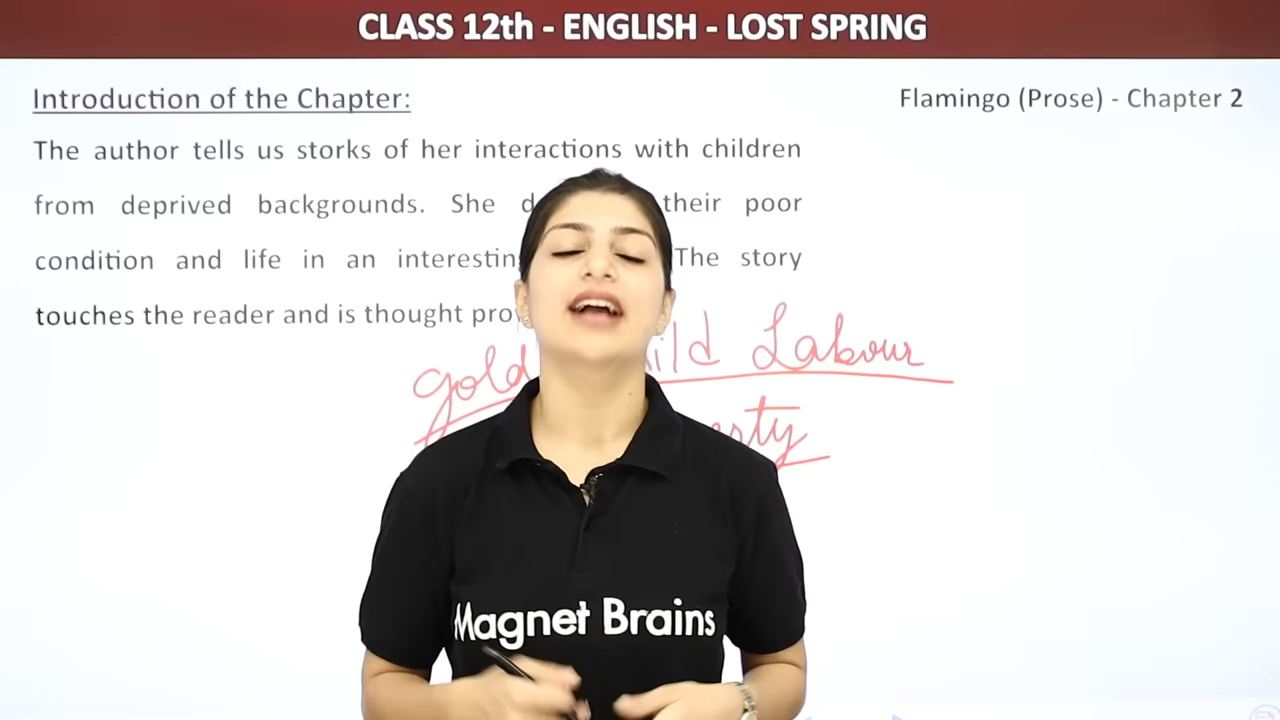 CLASS 12th - ENGLISH - LOST SPRING
Introduction of the Chapter:
Flamingo (Prose) - Chapter 2
The author tells us storks of her interactions with children
from deprived backgrounds. She their poor
condition and life in an The story
touches the reader and is thought
Labour
Magnet Brains